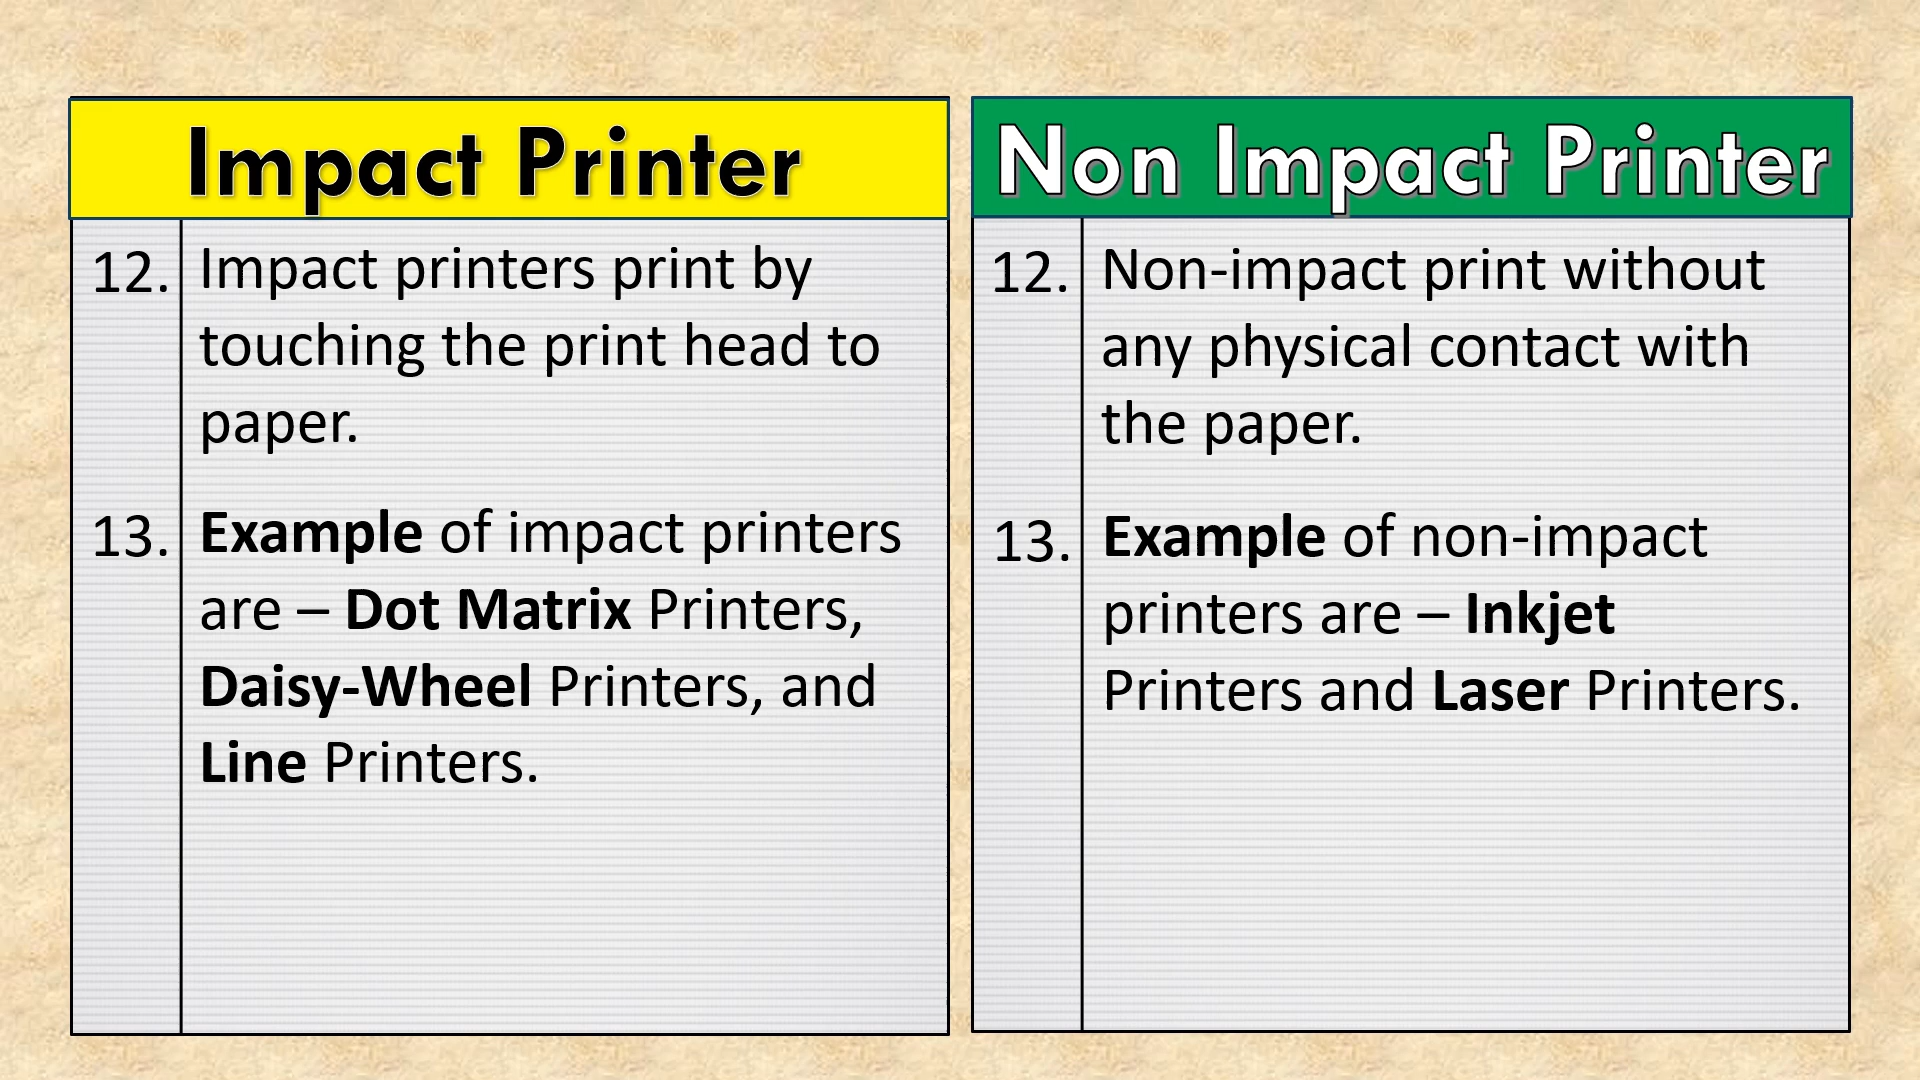 Impact Printer
12. Impact printers print by
touching the print head to
paper.
13. Example of impact printers
are – Dot Matrix Printers,
Daisy-Wheel Printers, and
Line Printers.
Non Impact Printer
12. Non-impact print without
any physical contact with
the paper.
13. Example of non-impact
printers are – Inkjet
Printers and Laser Printers.